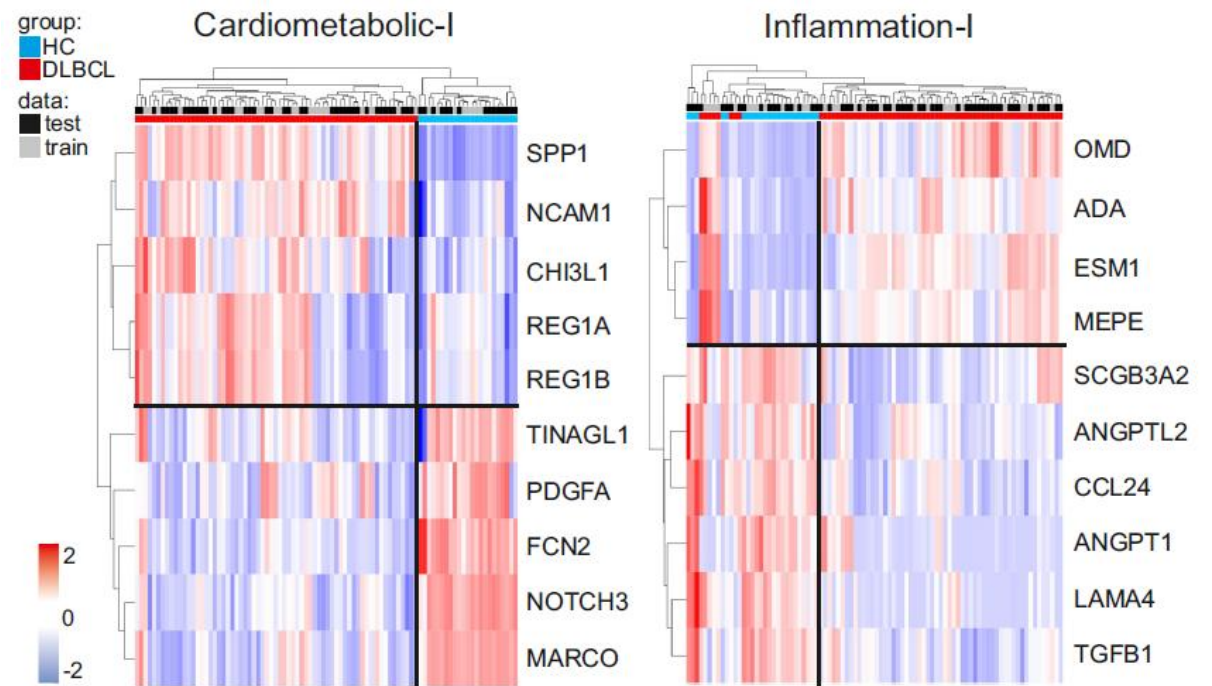 group:
HC
DLBCL
data:
test
train
Cardiometabolic-I
SPP1
NCAM1
CHI3L1
REG1A
REG1B
TINAGL1
PDGFA
FCN2
NOTCH3
MARCO
2
0
-2
Inflammation-I
OMD
ADA
ESM1
MEPE
SCGB3A2
ANGPTL2
CCL24
ANGPT1
LAMA4
TGFB1